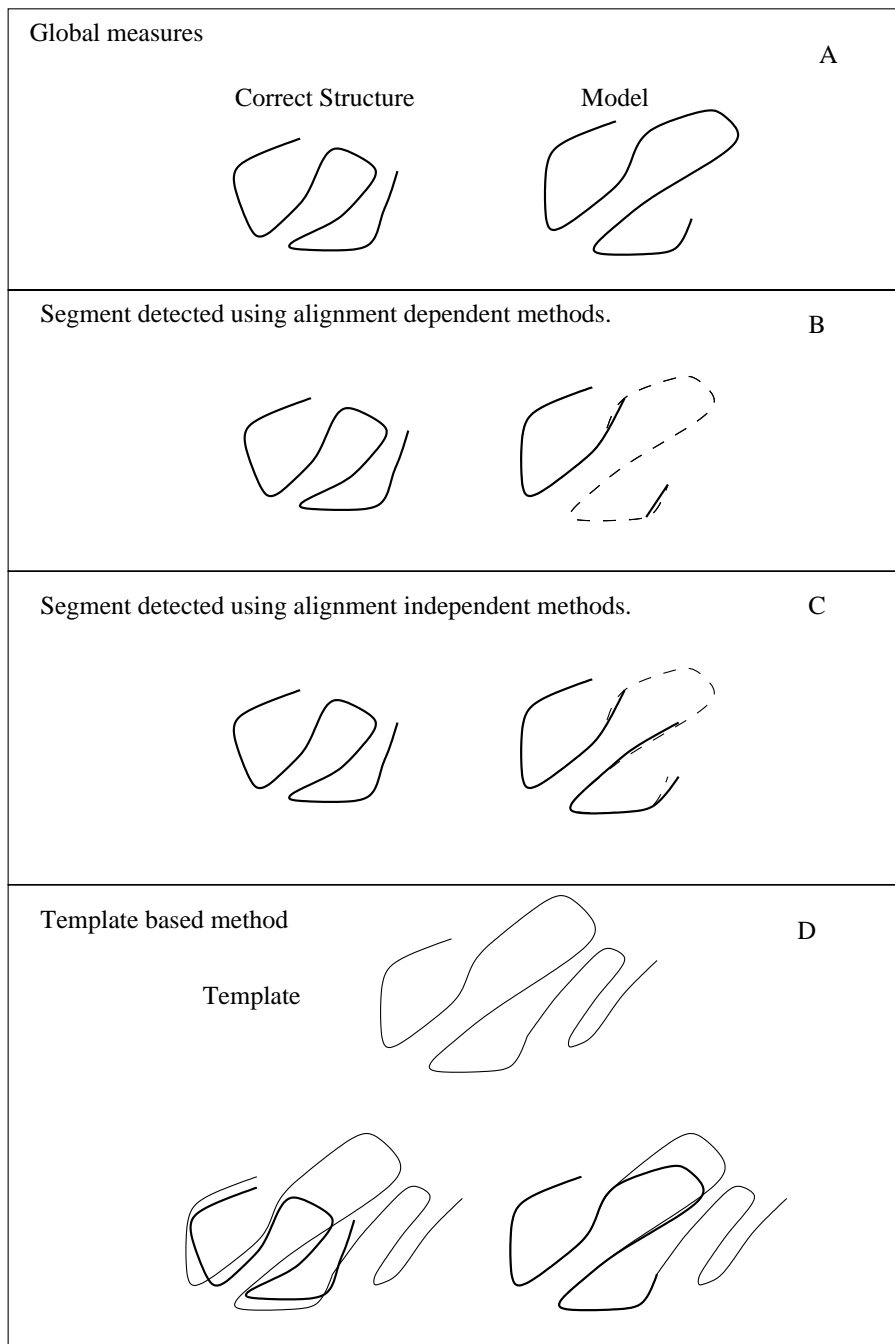 Global measures
A
Correct Structure
Model
Segment detected using alignment dependent methods.
B
Segment detected using alignment independent methods.
C
Template based method
D
Template